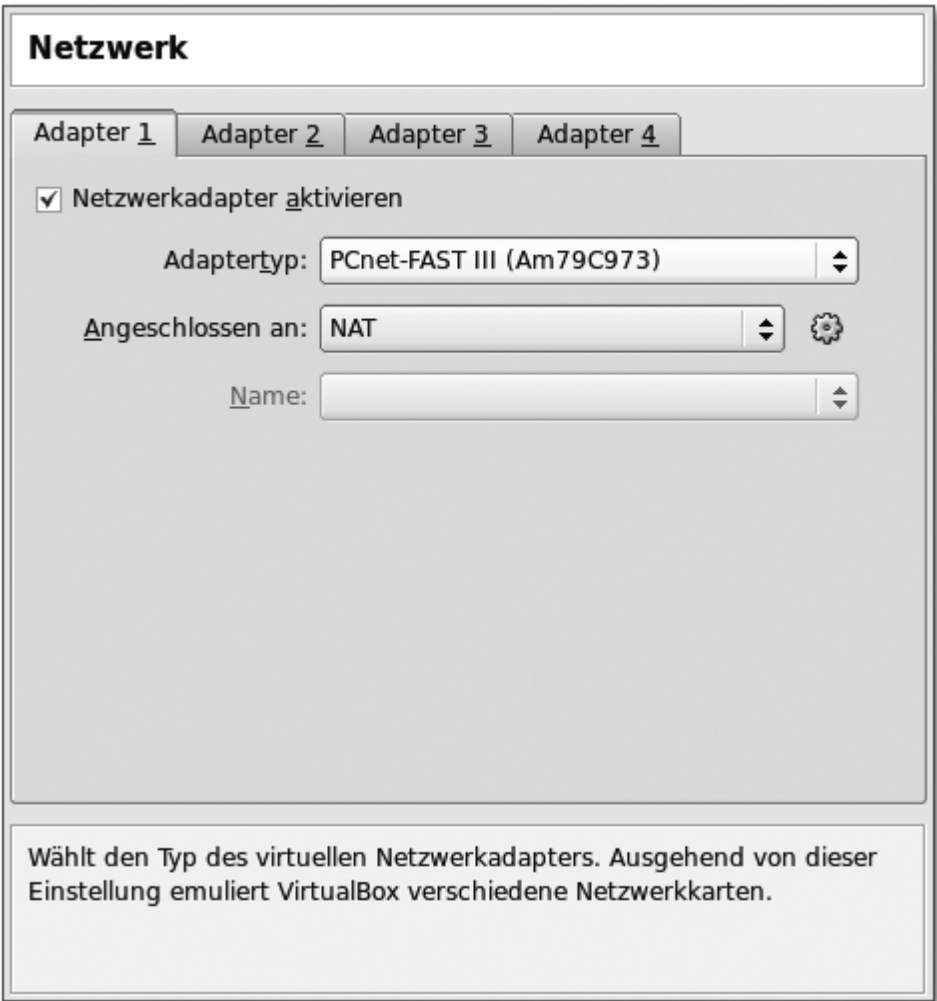 Netzwerk
Adapter 1 Adapter 2 Adapter 3 Adapter 4
Netzwerkadapter aktivieren
Adaptertyp: PCnet-FAST III (Am79C973)
Angeschlossen an: NAT
Name:
Wählt den Typ des virtuellen Netzwerkadapters. Ausgehend von dieser
Einstellung emuliert VirtualBox verschiedene Netzwerkkarten.